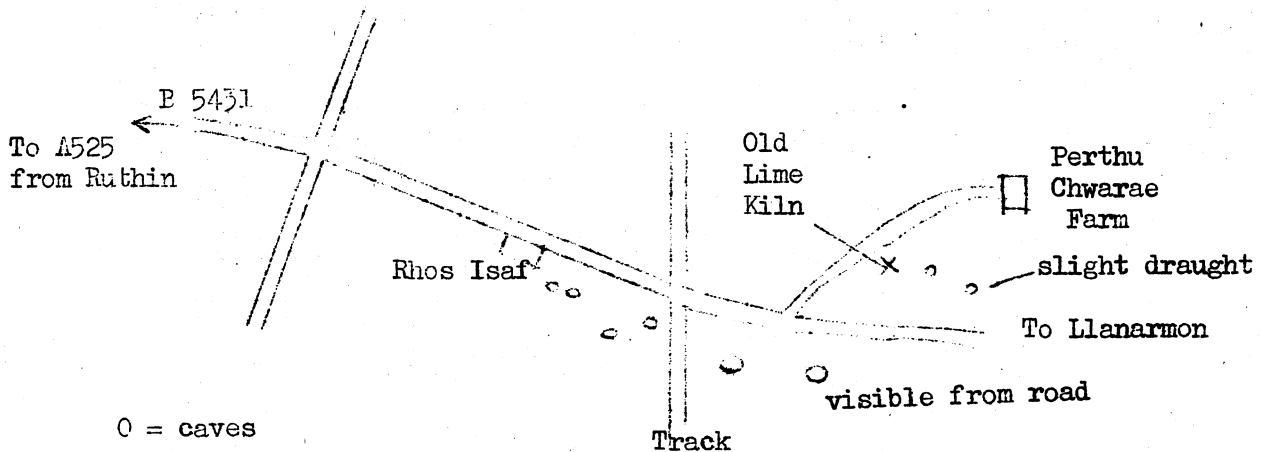 B 5431
To A525
from Ruthin
Old
Lime
Kiln
Perthu
Chwarae
Farm
Rhos Isaf
slight draught
To Llanarmon
visible from road
O = caves
Track